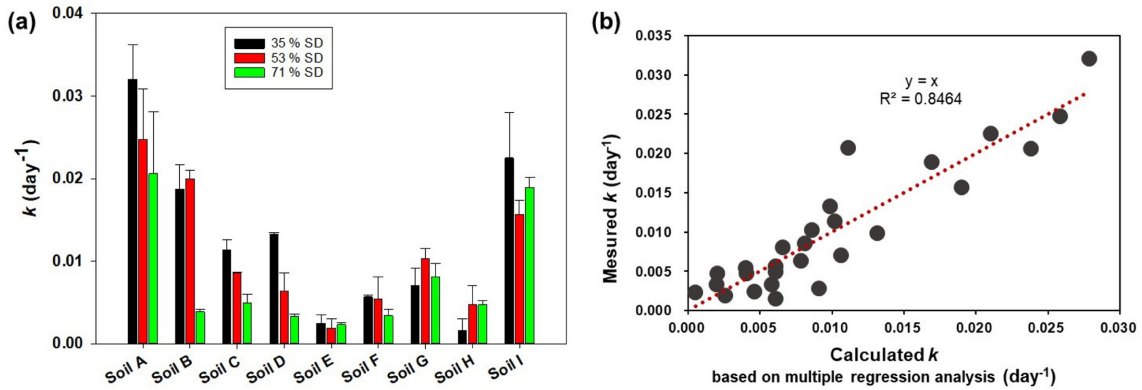 (a)
0.04
0.03
0.02
0.01
0.00
k (day⁻¹)
35 % SD
53 % SD
71 % SD
Soil A
Soil B
Soil C
Soil D
Soil E
Soil F
Soil G
Soil H
Soil I
(b)
0.035
0.030
0.025
0.020
0.015
0.010
0.005
0.000
Mesured k (day⁻¹)
y = x
R² = 0.8464
0.000 0.005 0.010 0.015 0.020 0.025 0.030
Calculated k
based on multiple regression analysis (day⁻¹)